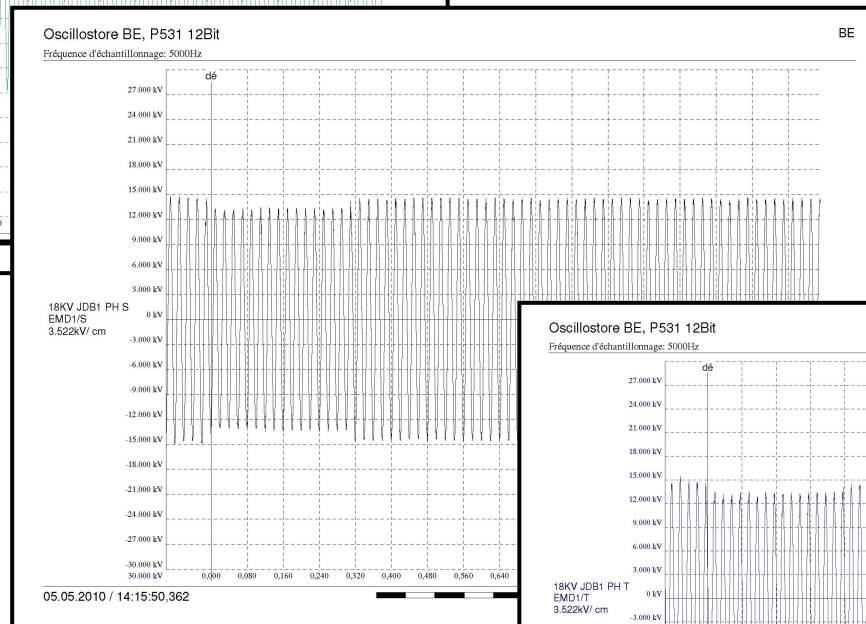 Oscillostore BE, P531 12Bit
BE
Fréquence d'échantillonnage: 5000Hz
dé
27.000 kV
24.000 kV
21.000 kV
18.000 kV
15.000 kV
12.000 kV
9.000 kV
6.000 kV
3.000 kV
18KV JDB1 PH S
0 kV
EMD1/S
3.522kV/ cm
-3.000 kV
-6.000 kV
-9.000 kV
-12.000 kV
-15.000 kV
-18.000 kV
-21.000 kV
-24.000 kV
-27.000 kV
-30.000 kV
30.000 kV
0,000 0,080 0,160 0,240 0,320 0,400 0,480 0,560 0,640
05.05.2010 / 14:15:50,362
Oscillostore BE, P531 12Bit
Fréquence d'échantillonnage: 5000Hz
dé
27.000 kV
24.000 kV
21.000 kV
18.000 kV
15.000 kV
12.000 kV
9.000 kV
6.000 kV
3.000 kV
18KV JDB1 PH T
0 kV
EMD1/T
3.522kV/ cm
-3.000 kV